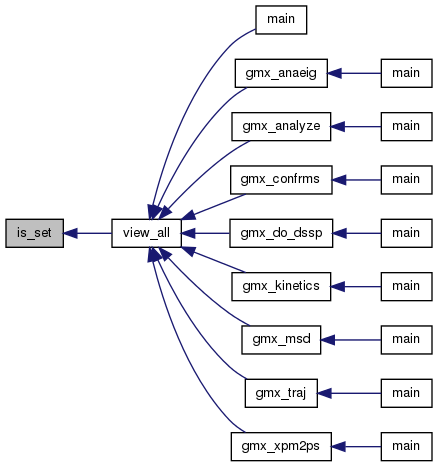 main
gmx_anaeig main
gmx_analyze main
gmx_confrms main
is_set view_all gmx_do_dssp main
gmx_kinetics main
gmx_msd main
gmx_traj main
gmx_xpm2ps main